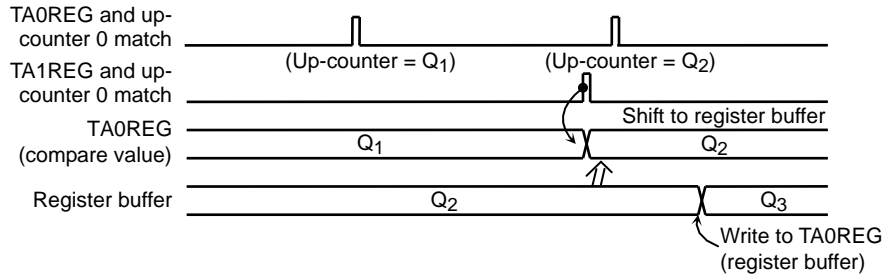 TA0REG and up-
counter 0 match
(Up-counter = Q1)
(Up-counter = Q2)
TA1REG and up-
counter 0 match
Shift to register buffer
TA0REG
(compare value)
Q1
Q2
Register buffer
Q2
Q3
Write to TA0REG
(register buffer)